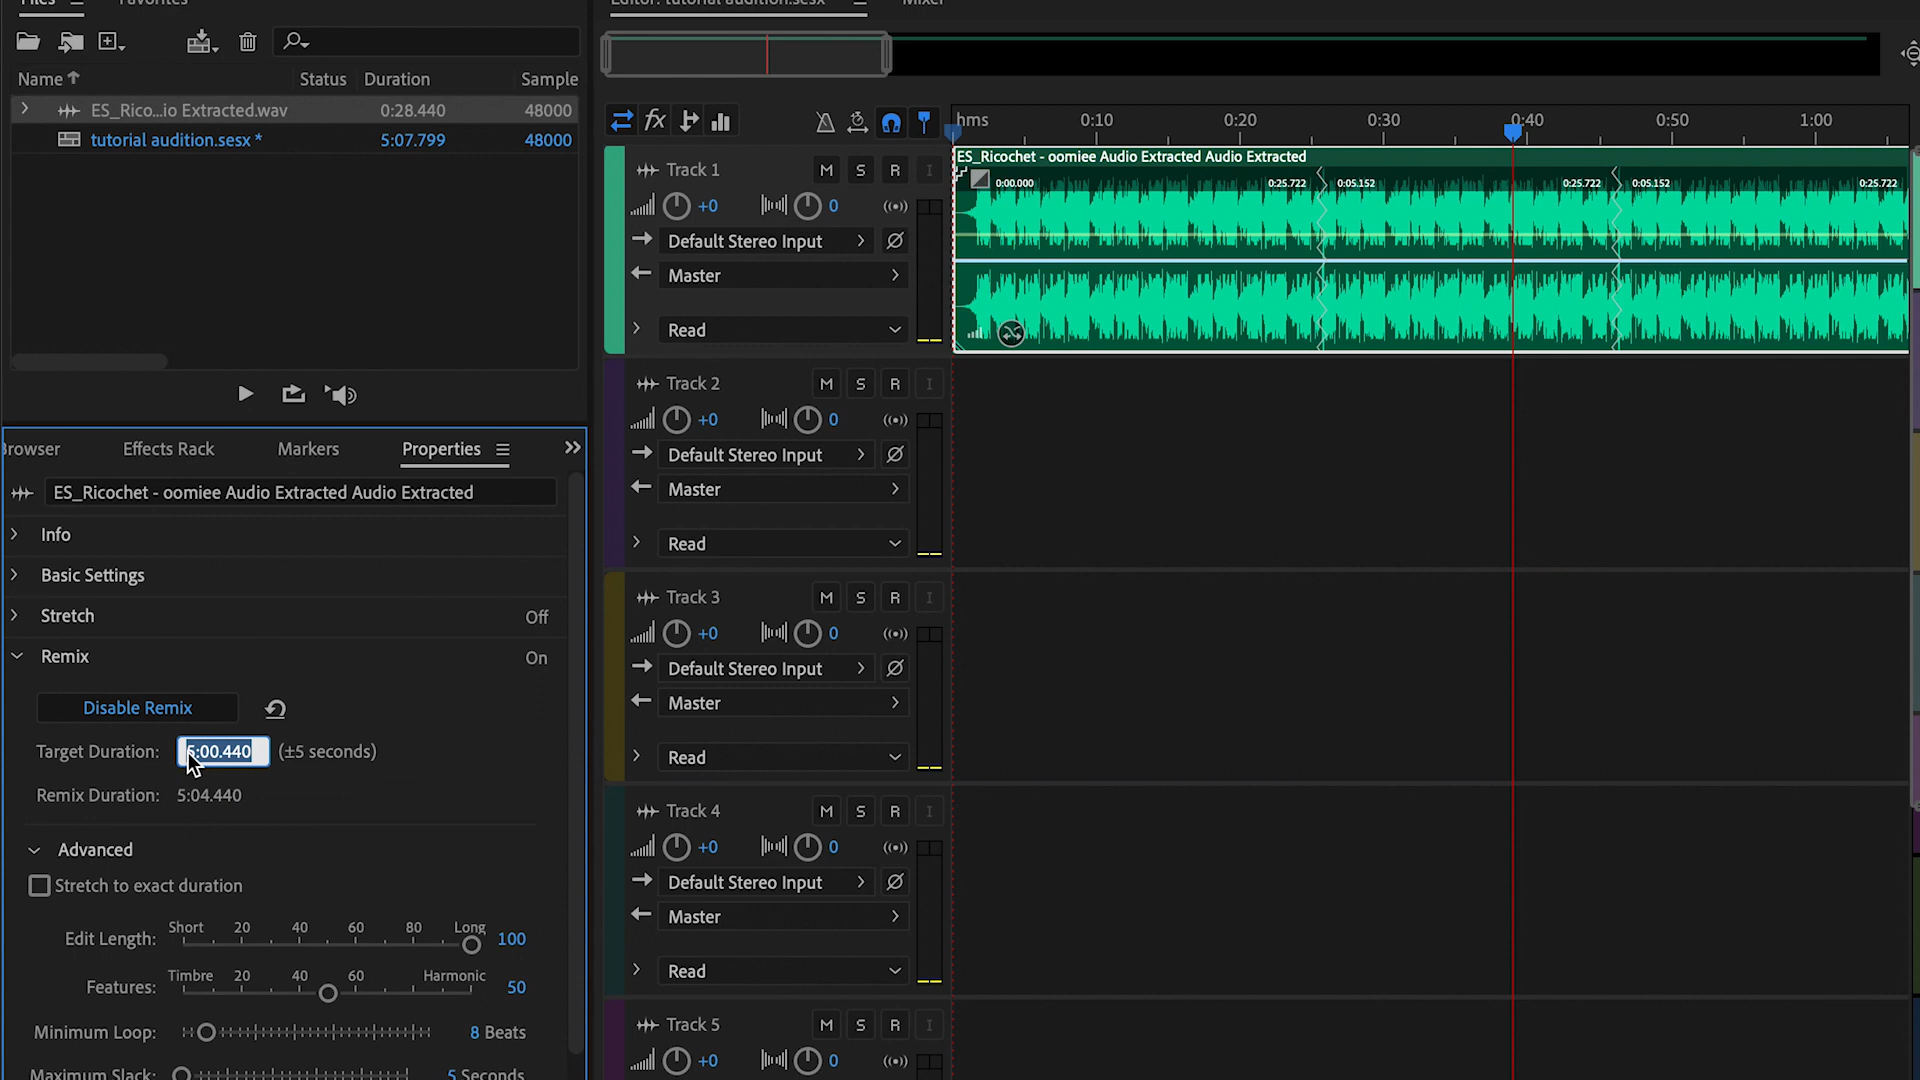 Files
Favorites
Name
Status
Duration
Sample
ES_Rico...io Extracted.wav
0:28.440
48000
tutorial audition.sesx *
5:07.799
48000
Browser
Effects Rack
Markers
Properties
ES_Ricochet - oomiee Audio Extracted Audio Extracted
Info
Basic Settings
Stretch
Off
Remix
On
Disable Remix
Target Duration:
5:00.440
(±5 seconds)
Remix Duration:
5:04.440
Advanced
Stretch to exact duration
Short 20 40 60 80 Long
Edit Length:
100
Timbre 20 40 60 Harmonic
Features:
50
Minimum Loop:
8 Beats
Maximum Slack:
5 Seconds
Editor: tutorial audition.sesx
Mixer
fx
hms 0:10 0:20 0:30 0:40 0:50 1:00
ES_Ricochet - oomiee Audio Extracted Audio Extracted
0:00.000
0:25.722
0:05.152
0:25.722
0:05.152
0:25.722
Track 1
M S R I
+0
0
Default Stereo Input
Master
Read
Track 2
M S R I
+0
0
Default Stereo Input
Master
Read
Track 3
M S R I
+0
0
Default Stereo Input
Master
Read
Track 4
M S R I
+0
0
Default Stereo Input
Master
Read
Track 5
M S R I
+0
0